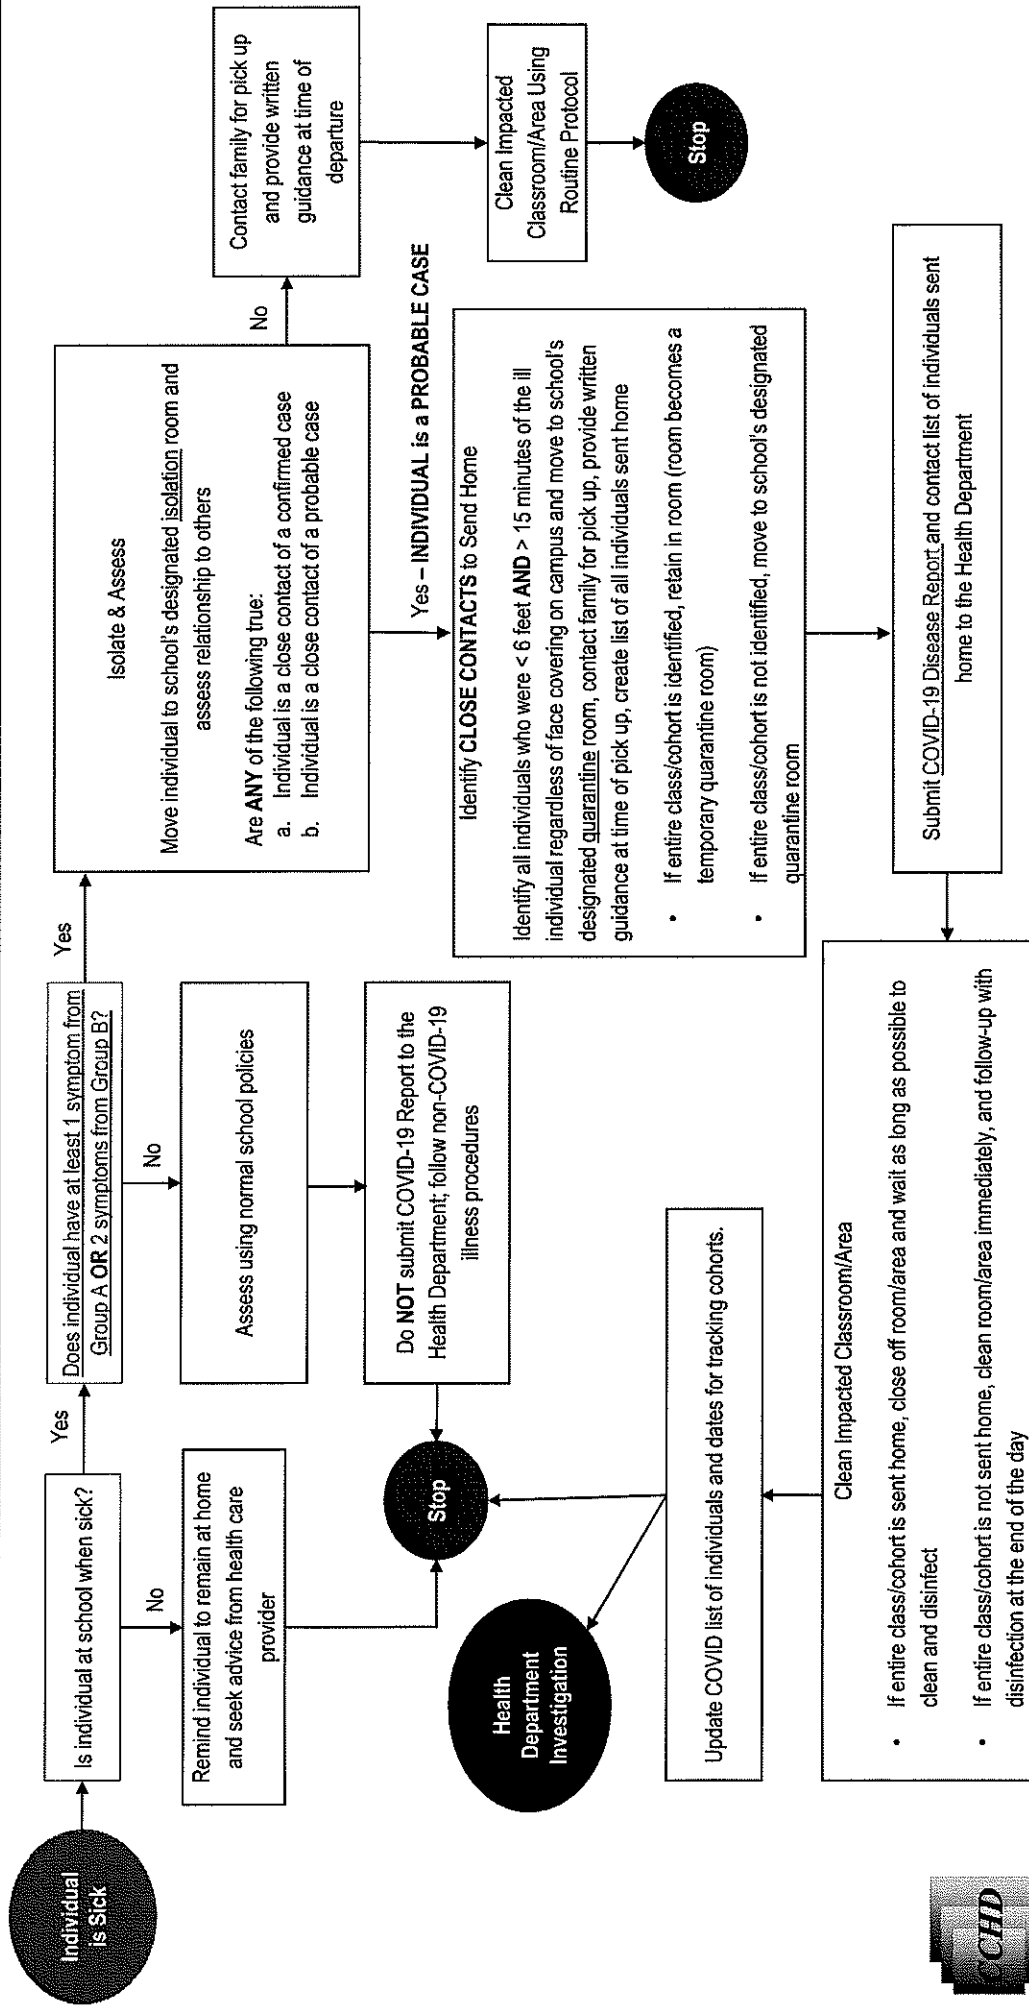 Individual
is Sick
Is individual at school when sick?
Yes
No
Remind individual to remain at home
and seek advice from health care
provider
Does individual have at least 1 symptom from
Group A OR 2 symptoms from Group B?
Yes
No
Assess using normal school policies
Do NOT submit COVID-19 Report to the
Health Department; follow non-COVID-19
illness procedures
Stop
Isolate & Assess
Move individual to school's designated isolation room and
assess relationship to others
Are ANY of the following true:
a. Individual is a close contact of a confirmed case
b. Individual is a close contact of a probable case
No
Contact family for pick up
and provide written
guidance at time of
departure
Clean Impacted
Classroom/Area Using
Routine Protocol
Stop
Yes – INDIVIDUAL is a PROBABLE CASE
Identify CLOSE CONTACTS to Send Home
Identify all individuals who were < 6 feet AND > 15 minutes of the ill
individual regardless of face covering on campus and move to school's
designated quarantine room, contact family for pick up, provide written
guidance at time of pick up, create list of all individuals sent home
• If entire class/cohort is identified, retain in room (room becomes a
temporary quarantine room)
• If entire class/cohort is not identified, move to school's designated
quarantine room
Submit COVID-19 Disease Report and contact list of individuals sent
home to the Health Department
Clean Impacted Classroom/Area
• If entire class/cohort is sent home, close off room/area and wait as long as possible to
clean and disinfect
• If entire class/cohort is not sent home, clean room/area immediately, and follow-up with
disinfection at the end of the day
Update COVID list of individuals and dates for tracking cohorts.
Health
Department
Investigation
CCHD